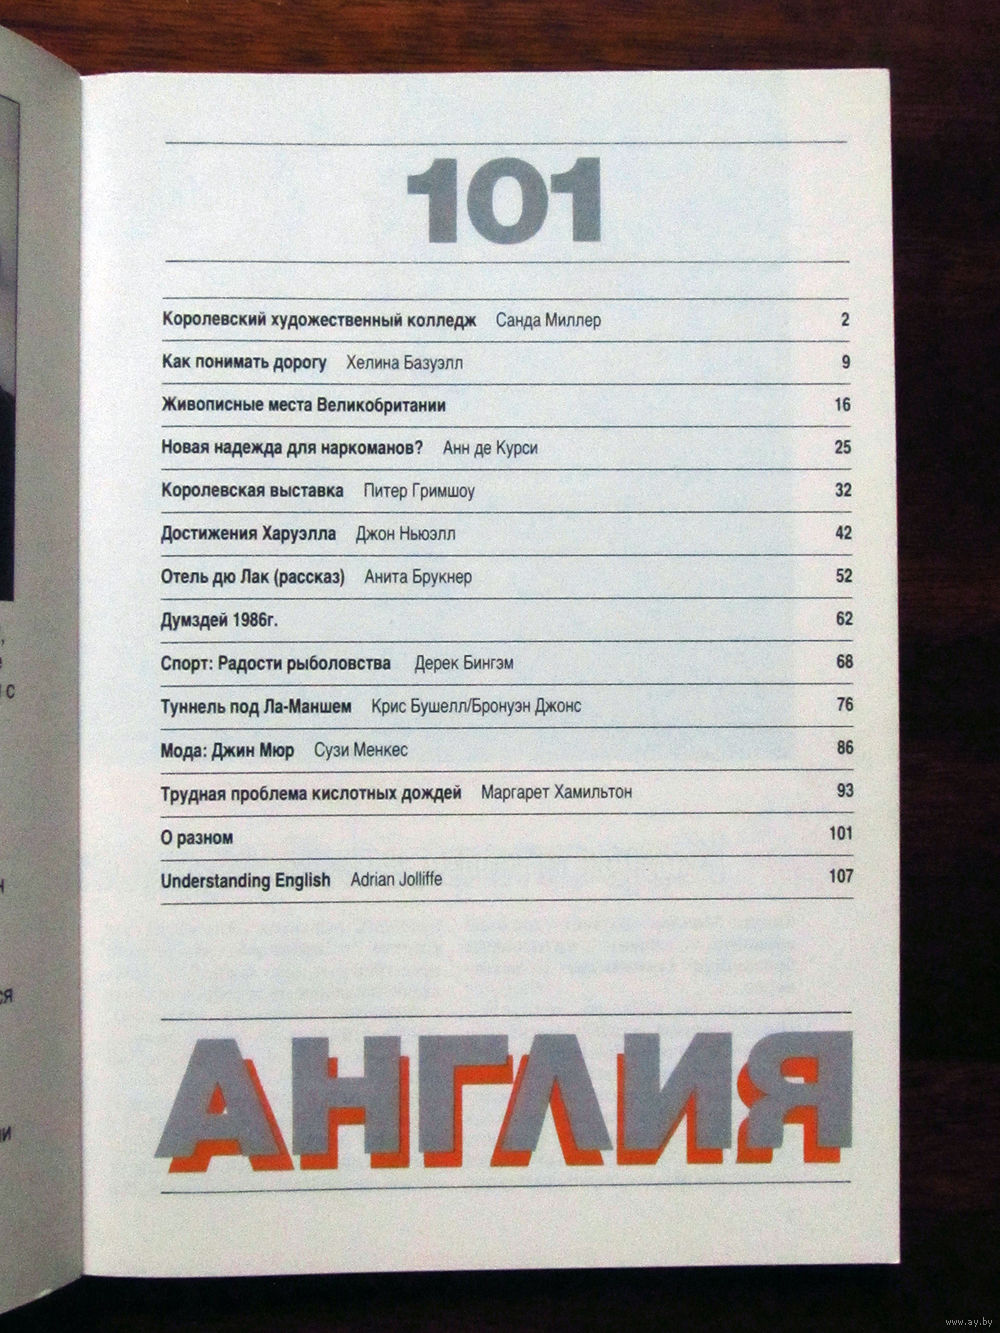 101
Королевский художественный колледж Санда Миллер 2
Как понимать дорогу Хелина Базуэлл 9
Живописные места Великобритании 16
Новая надежда для наркоманов? Анн де Курси 25
Королевская выставка Питер Гримшоу 32
Достижения Харуэлла Джон Ньюэлл 42
Отель дю Лак (рассказ) Анита Брукнер 52
Думздей 1986г. 62
Спорт: Радости рыболовства Дерек Бингэм 68
Туннель под Ла-Маншем Крис Бушелл/Бронуэн Джонс 76
Мода: Джин Мюр Сузи Менкес 86
Трудная проблема кислотных дождей Маргарет Хамильтон 93
О разном 101
Understanding English Adrian Jolliffe 107
АНГЛИЯ
www.ay.by